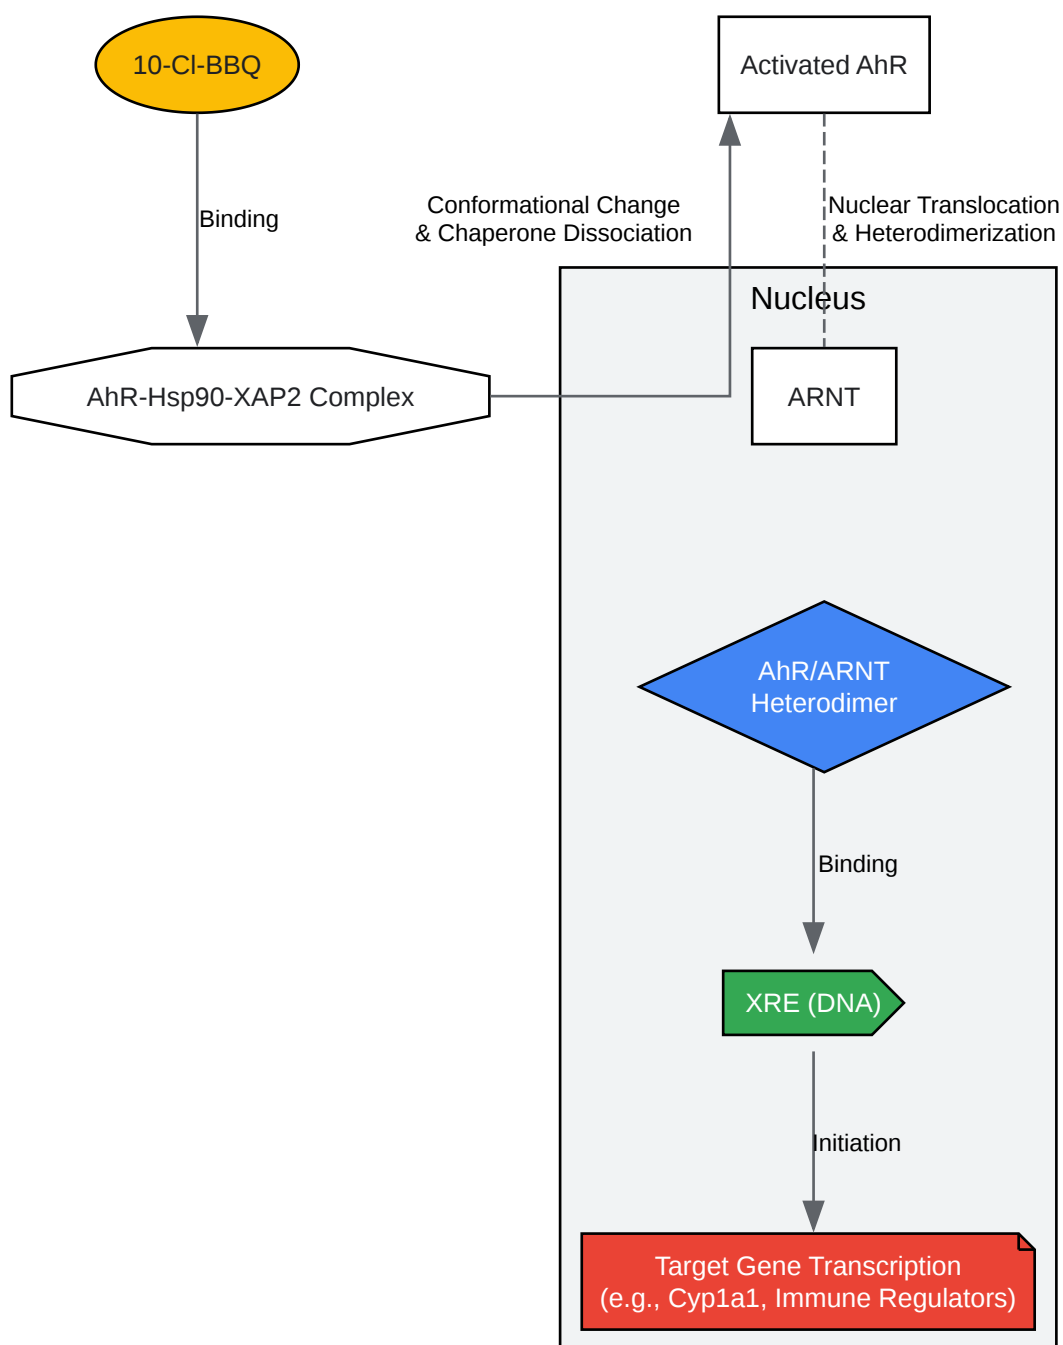 10-Cl-BBQ
Activated AhR
Binding
Conformational Change
& Chaperone Dissociation
Nuclear Translocation
& Heterodimerization
Nucleus
AhR-Hsp90-XAP2 Complex
ARNT
AhR/ARNT
Heterodimer
Binding
XRE (DNA)
Initiation
Target Gene Transcription
(e.g., Cyp1a1, Immune Regulators)